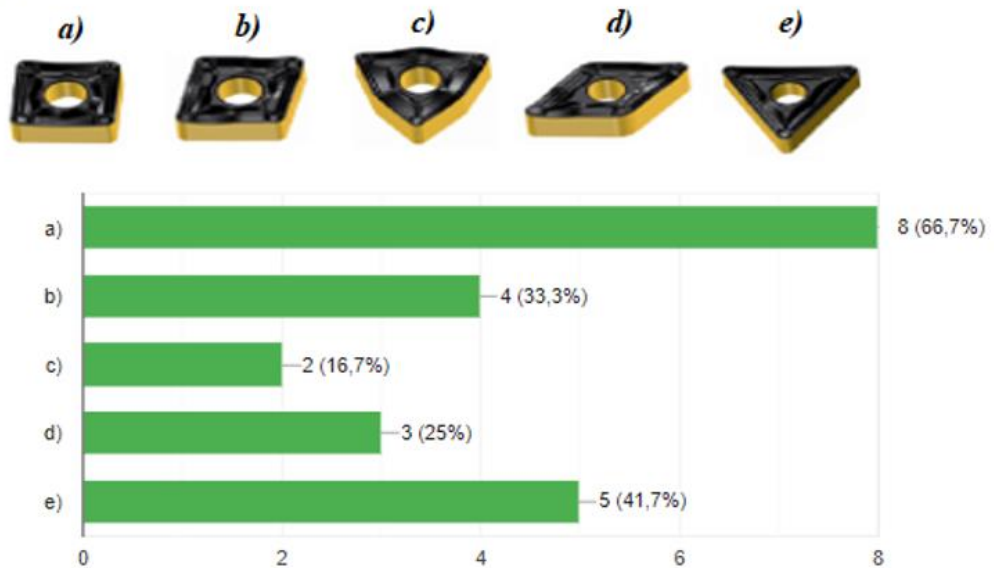 a) b) c) d) e)
a) 8 (66,7%)
b) 4 (33,3%)
c) 2 (16,7%)
d) 3 (25%)
e) 5 (41,7%)
0 2 4 6 8